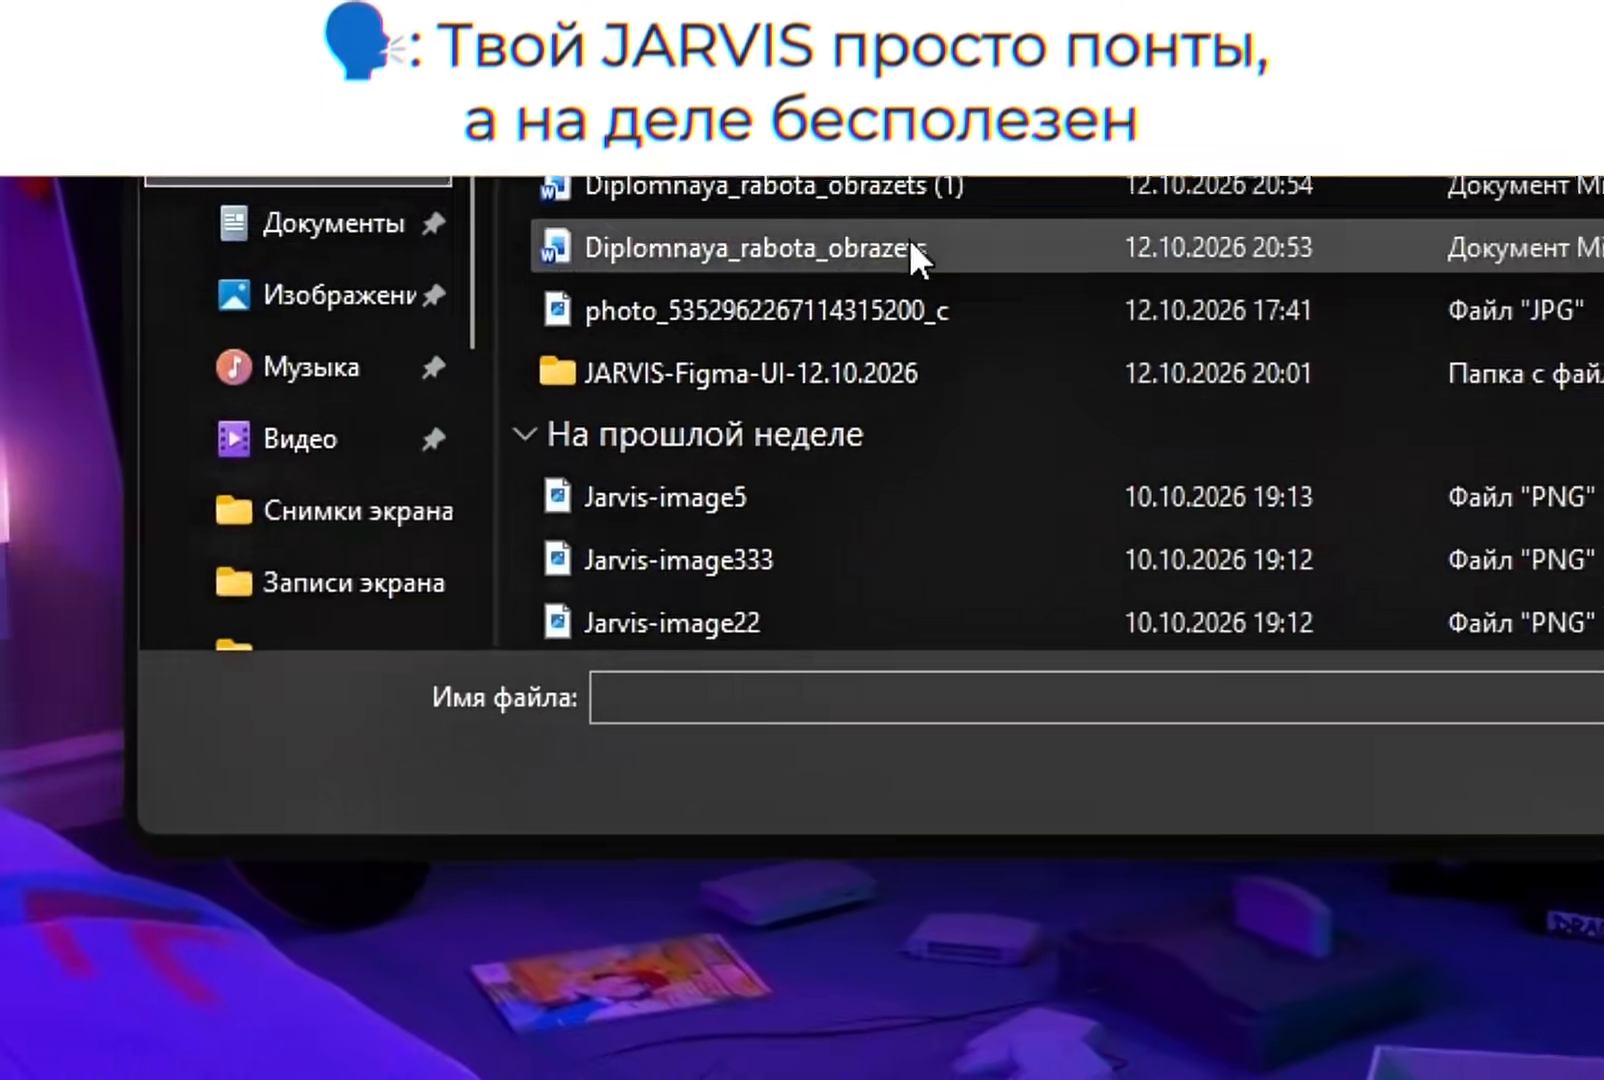 : Твой JARVIS просто понты,
а на деле бесполезен
Diplomnaya_rabota_obrazets (1) 12.10.2026 20:54 Документ Mi
Документы
Diplomnaya_rabota_obrazets 12.10.2026 20:53 Документ Mi
Изображени
photo_5352962267114315200_c 12.10.2026 17:41 Файл "JPG"
Музыка
JARVIS-Figma-UI-12.10.2026 12.10.2026 20:01 Папка с фай
Видео
На прошлой неделе
Снимки экрана
Jarvis-image5 10.10.2026 19:13 Файл "PNG"
Записи экрана
Jarvis-image333 10.10.2026 19:12 Файл "PNG"
Jarvis-image22 10.10.2026 19:12 Файл "PNG"
Имя файла: